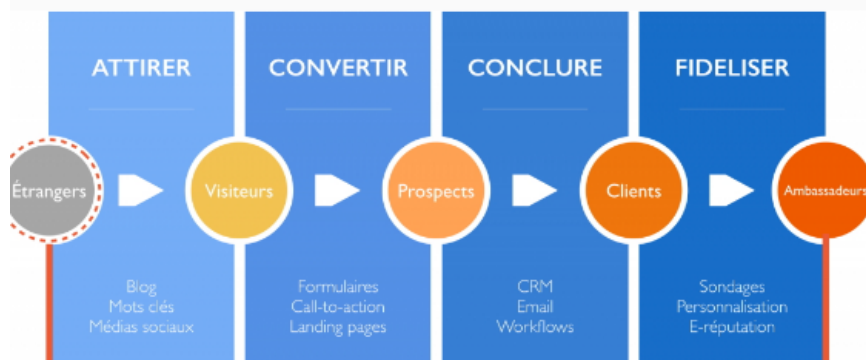 ATTIRER
CONVERTIR
CONCLURE
FIDELISER
Étrangers
Visiteurs
Prospects
Clients
Ambassadeurs
Blog
Mots clés
Médias sociaux
Formulaires
Call-to-action
Landing pages
CRM
Email
Workflows
Sondages
Personnalisation
E-réputation